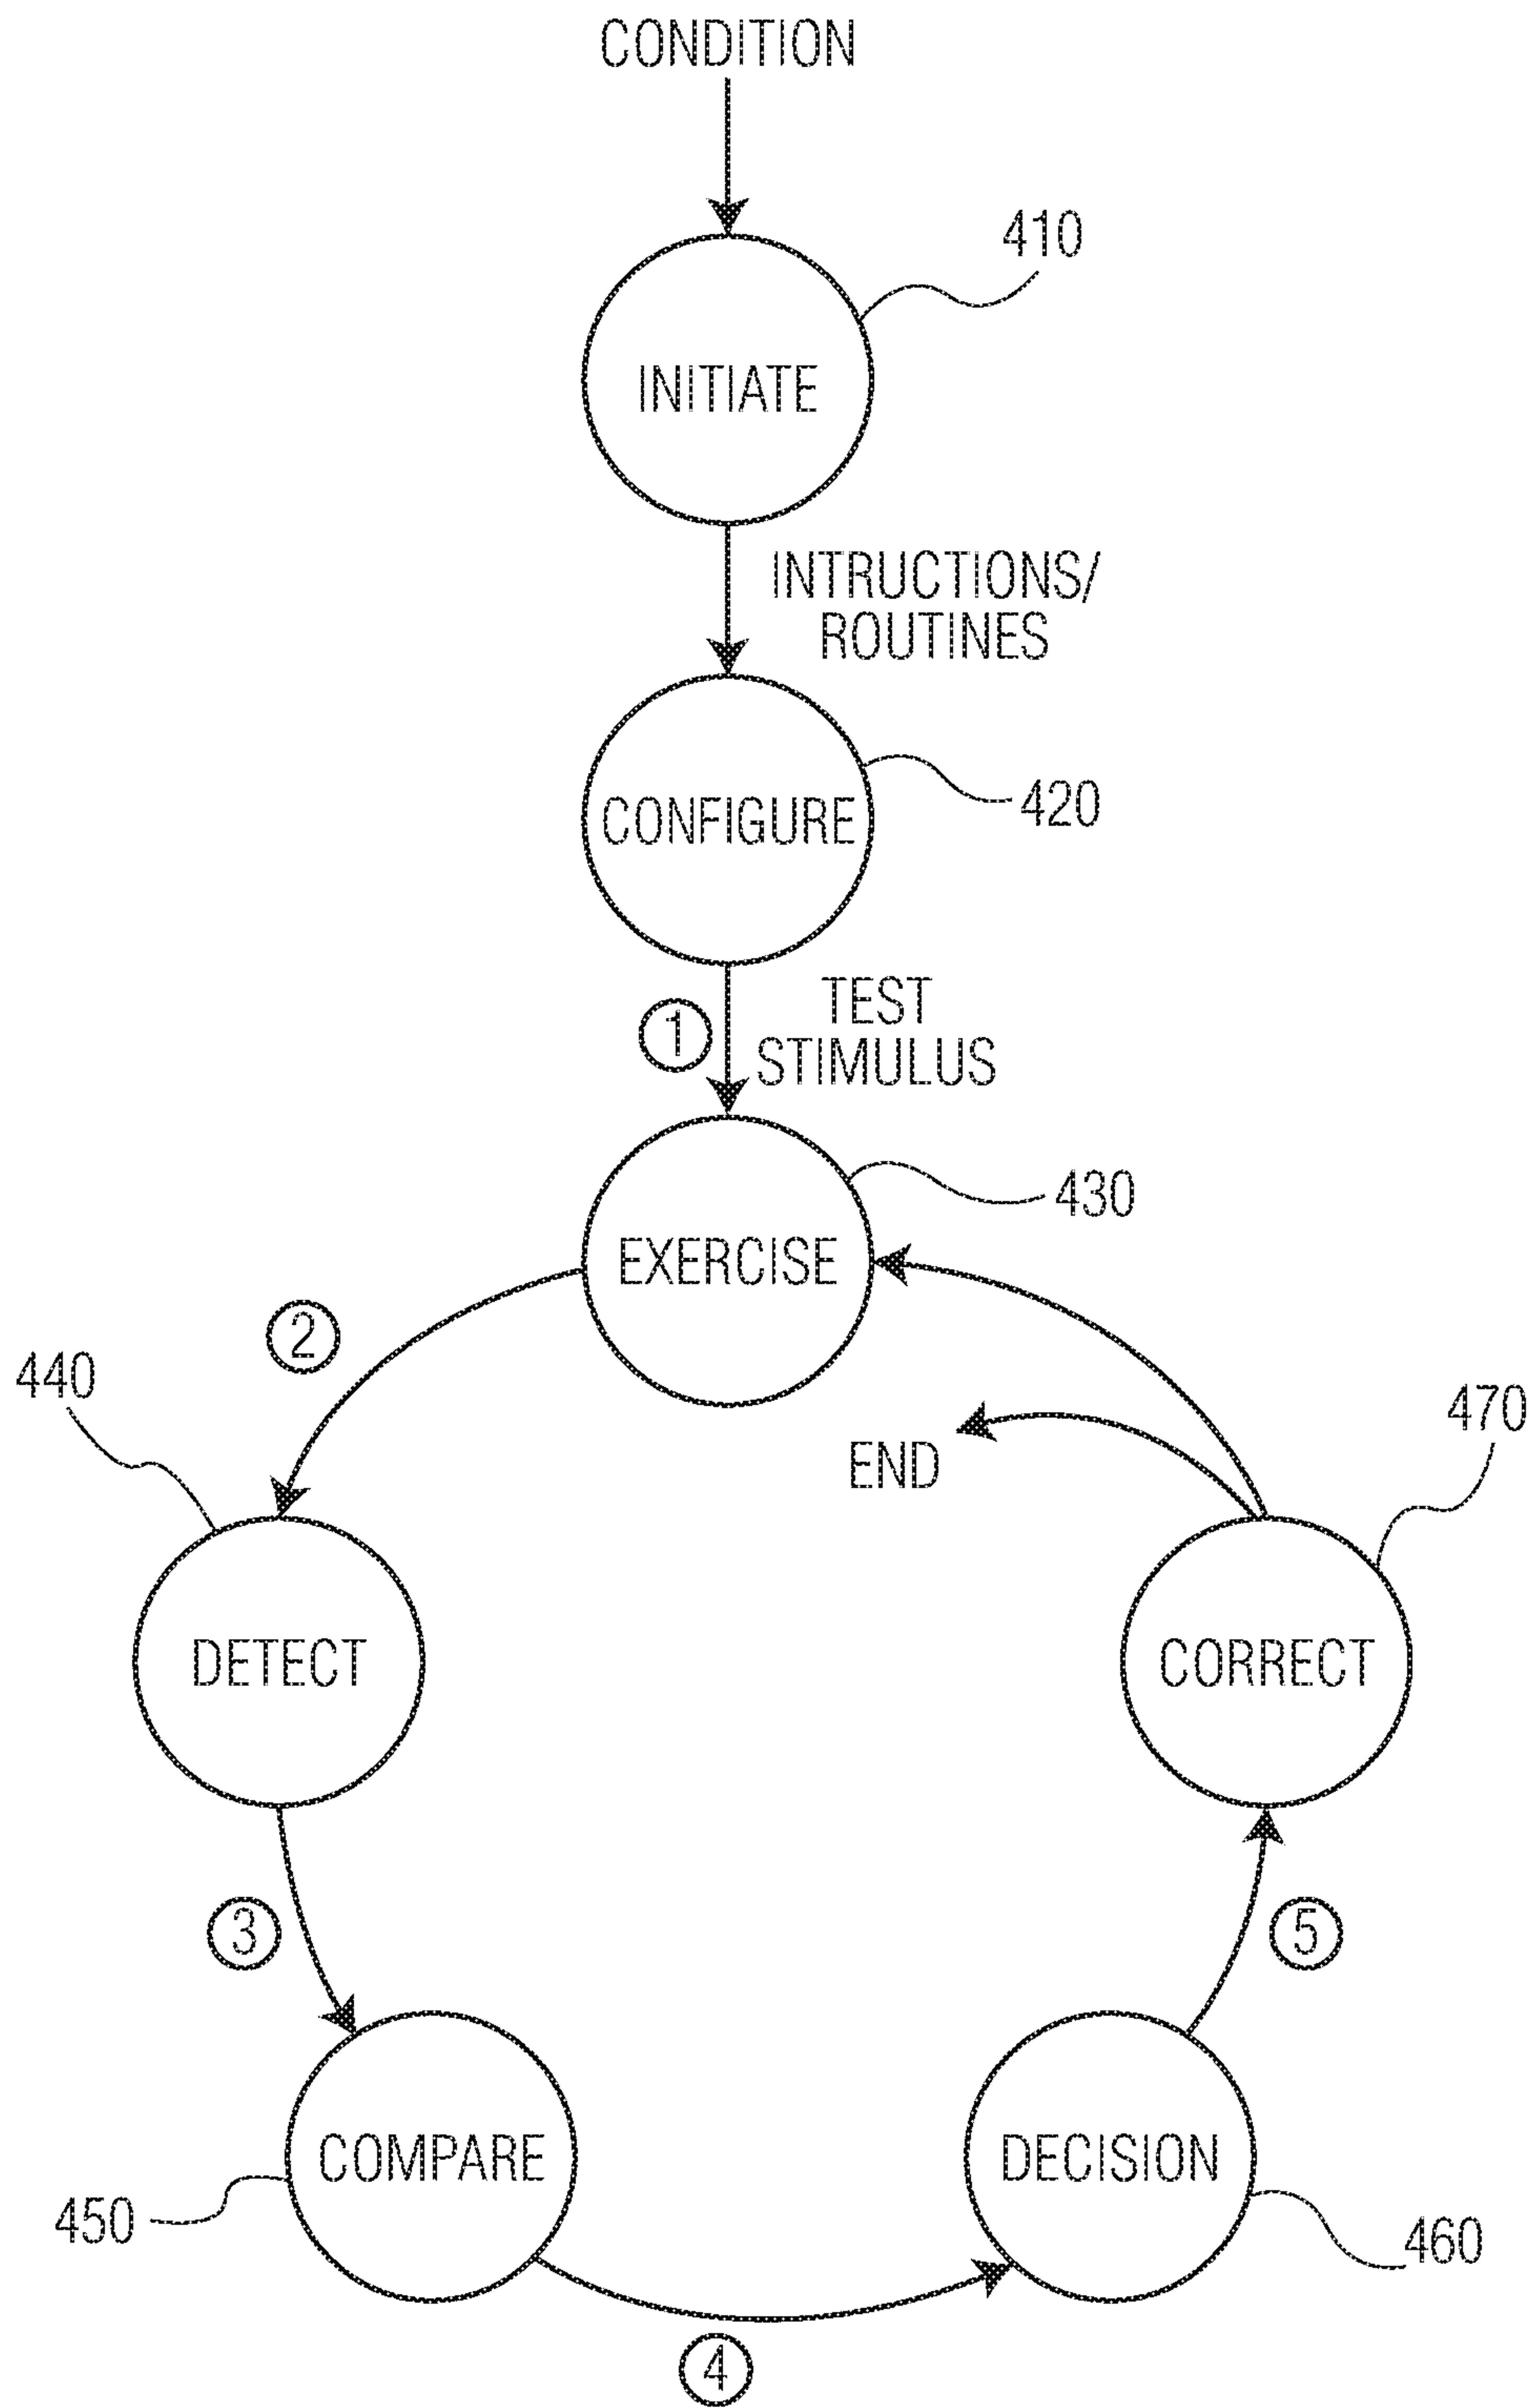 CONDITION
410
INITIATE
INTRUCTIONS/
ROUTINES
CONFIGURE
420
1
TEST
STIMULUS
430
EXERCISE
2
440
END
470
DETECT
CORRECT
3
5
COMPARE
DECISION
450
460
4